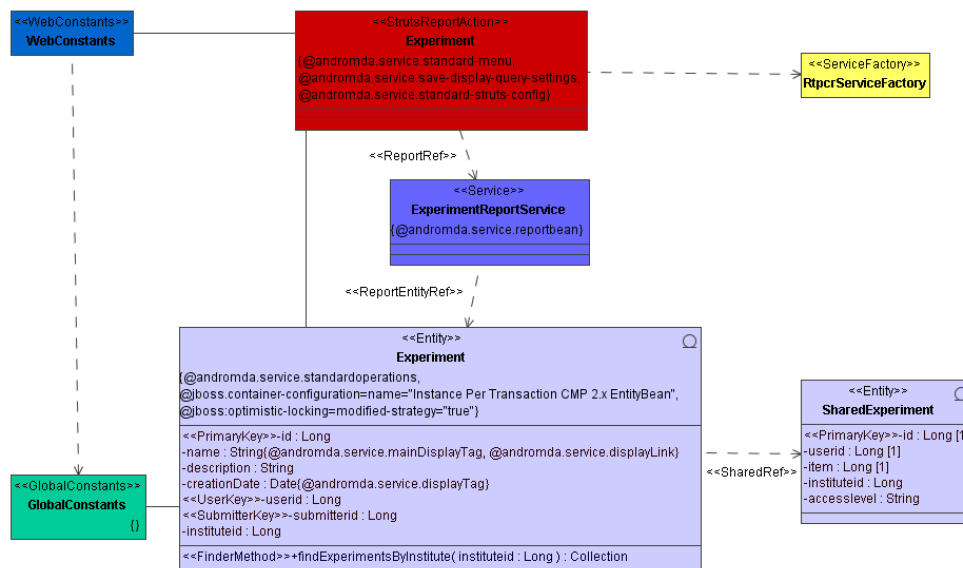 <<WebConstants>>
WebConstants
<<StrutsReportAction>>
Experiment
{@andromda.service.standard-menu,
@andromda.service.save-display-query-settings,
@andromda.service.standard-struts-config}
<<ServiceFactory>>
RtpcrServiceFactory
<<ReportRef>>
<<Service>>
ExperimentReportService
{@andromda.service.reportbean}
<<ReportEntityRef>>
<<Entity>>
Experiment
{@andromda.service.standardoperations,
@jboss.container-configuration=name="Instance Per Transaction CMP 2.x EntityBean",
@jboss:optimistic-locking=modified-strategy="true"}
<<PrimaryKey>>-id : Long
-name : String{@andromda.service.mainDisplayTag, @andromda.service.displayLink}
-description : String
-creationDate : Date{@andromda.service.displayTag}
<<UserKey>>-userid : Long
<<SubmitterKey>>-submitterid : Long
-instituteid : Long
<<FinderMethod>>+findExperimentsByInstitute( instituteid : Long ) : Collection
<<SharedRef>>
<<Entity>>
SharedExperiment
<<PrimaryKey>>-id : Long [1]
-userid : Long [1]
-item : Long [1]
-instituteid : Long
-accesslevel : String
<<GlobalConstants>>
GlobalConstants
{}